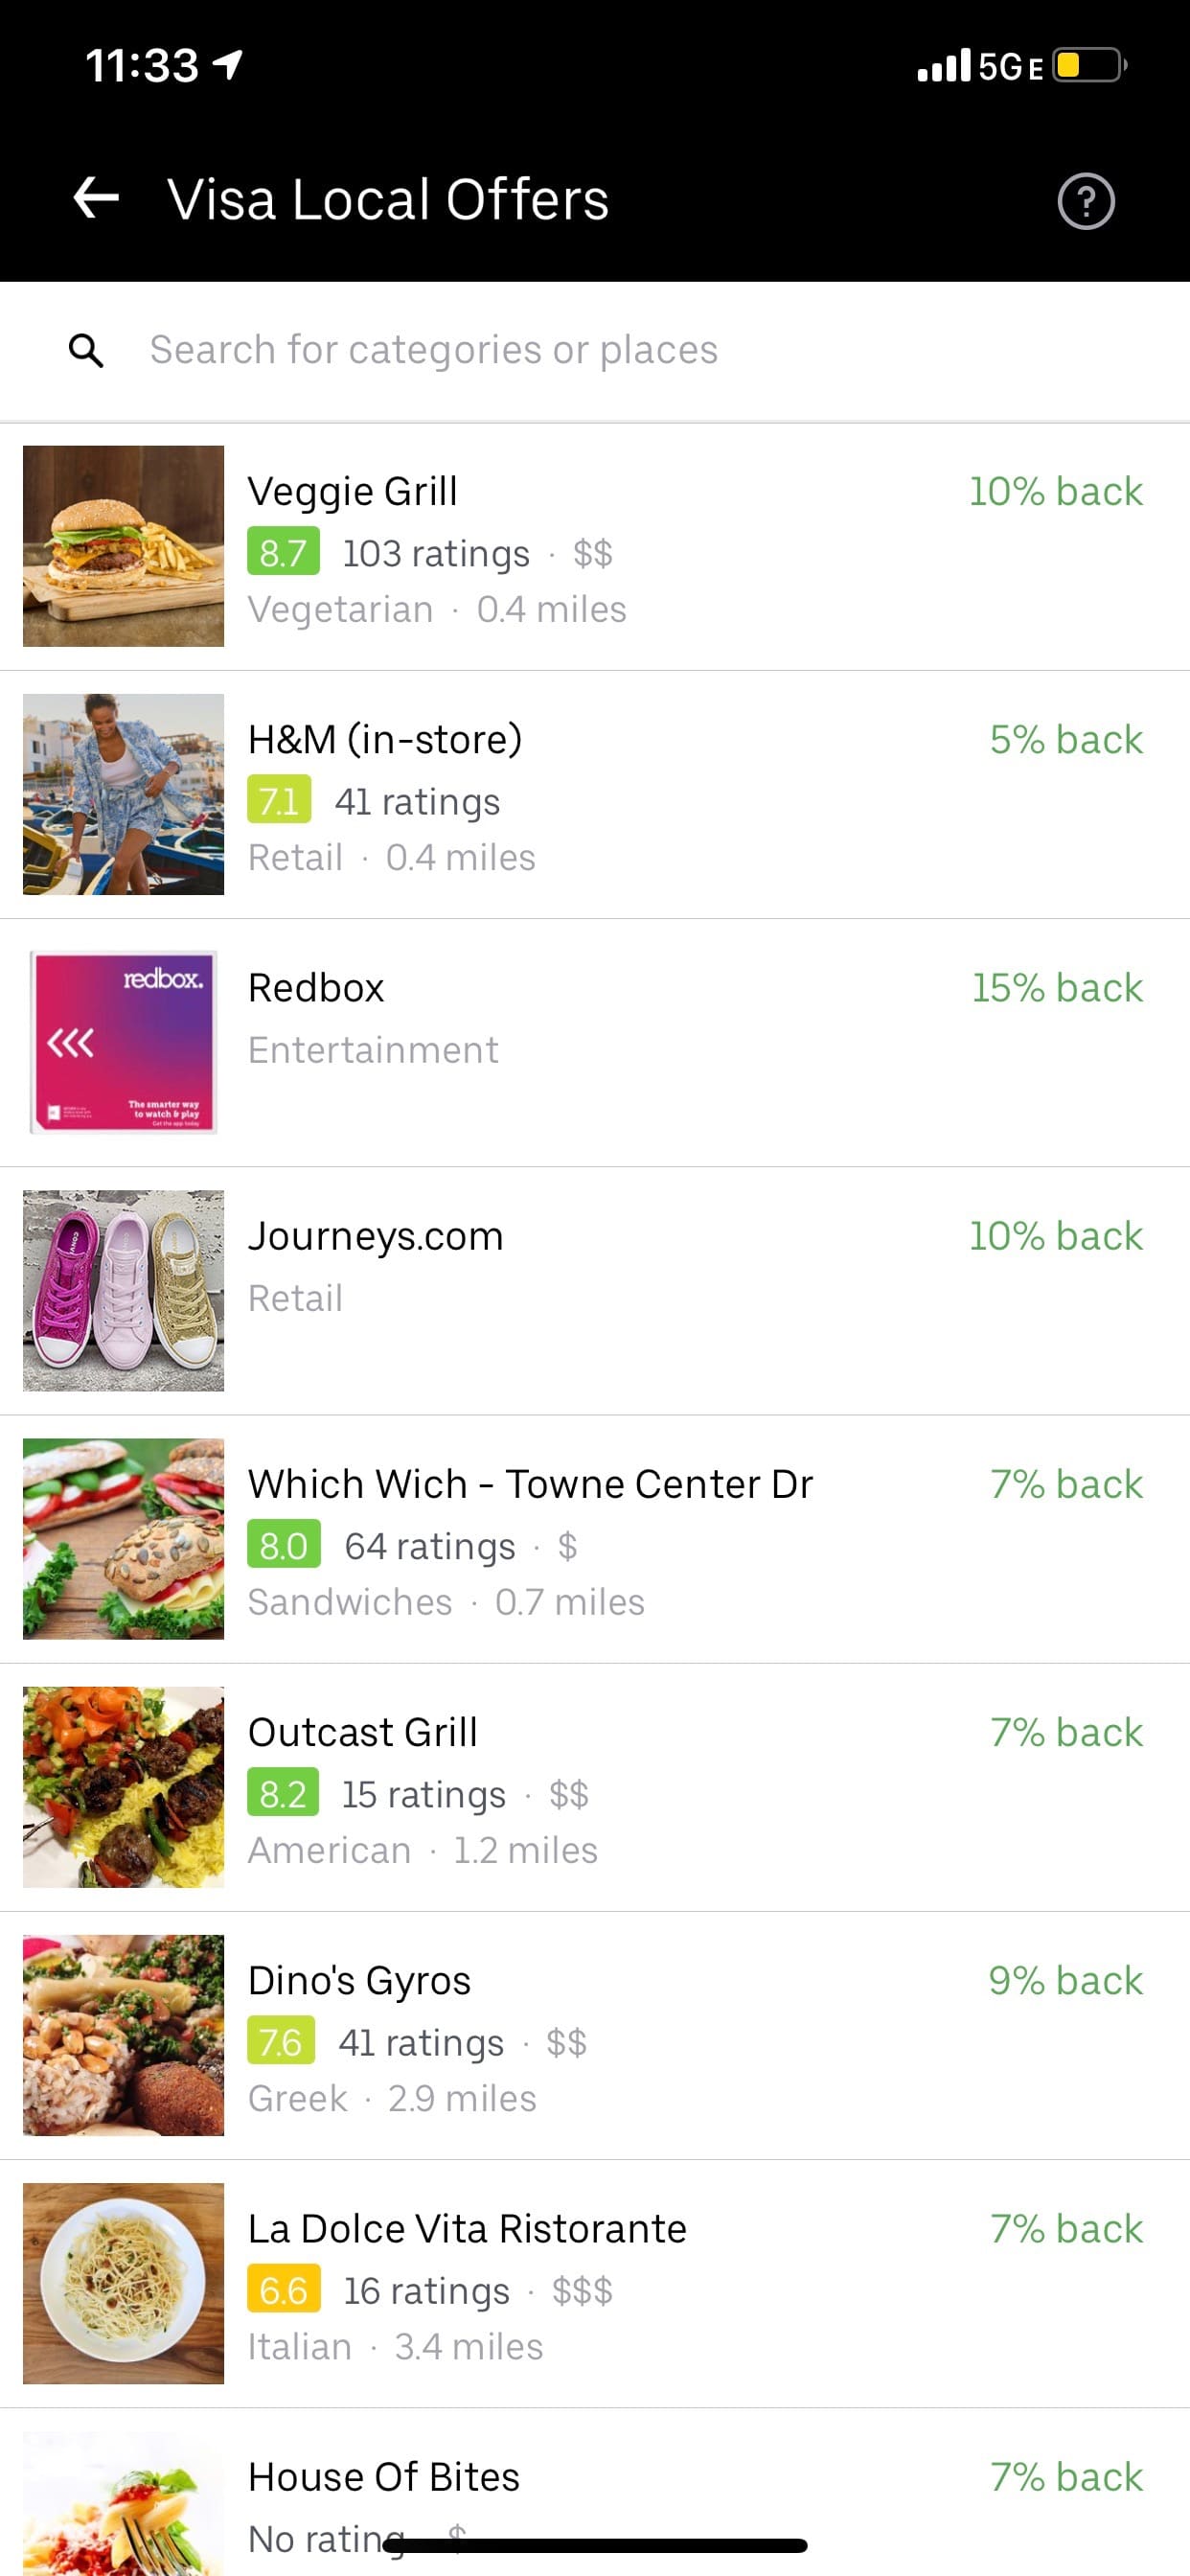 11:33
5G E
Visa Local Offers
?
Search for categories or places
Veggie Grill
10% back
8.7 103 ratings · $$
Vegetarian · 0.4 miles
H&M (in-store)
5% back
7.1 41 ratings
Retail · 0.4 miles
redbox.
The smarter way
to watch & play
Get the app today
Redbox
15% back
Entertainment
Journeys.com
10% back
Retail
Which Wich - Towne Center Dr
7% back
8.0 64 ratings · $
Sandwiches · 0.7 miles
Outcast Grill
7% back
8.2 15 ratings · $$
American · 1.2 miles
Dino's Gyros
9% back
7.6 41 ratings · $$
Greek · 2.9 miles
La Dolce Vita Ristorante
7% back
6.6 16 ratings · $$$
Italian · 3.4 miles
House Of Bites
7% back
No rating $